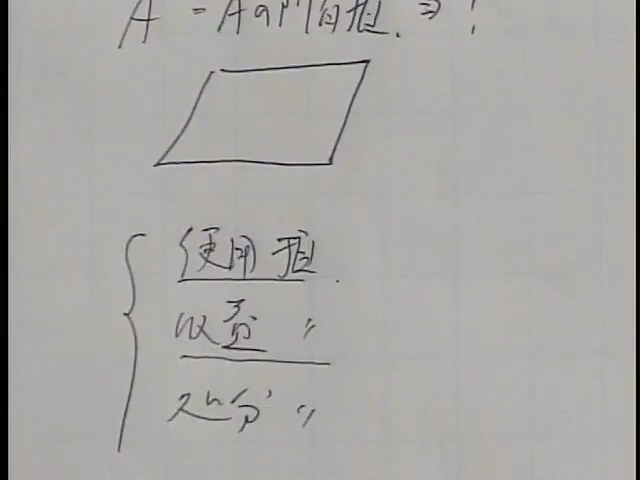 A = Aの所有権. ⇒
使用権.
収益 〃
処分 〃